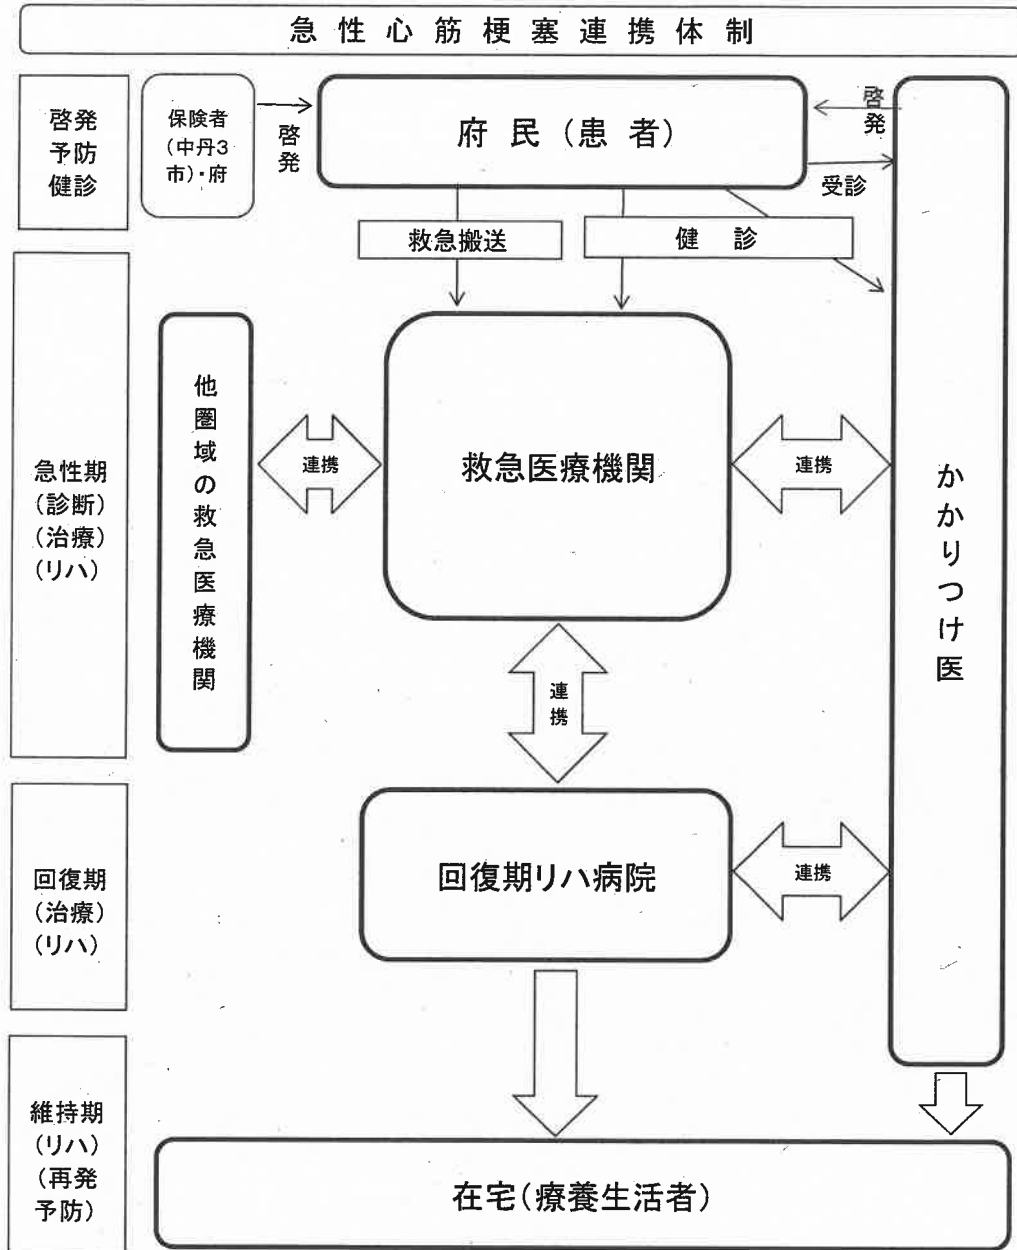 急性心筋梗塞連携体制
啓発
予防
健診
保険者
(中丹3
市)・府
啓発
府民(患者)
啓発
受診
救急搬送
健診
急性期
(診断)
(治療)
(リハ)
他圏域の救急医療機関
連携
救急医療機関
連携
かかりつけ医
連携
回復期
(治療)
(リハ)
回復期リハ病院
連携
維持期
(リハ)
(再発
予防)
在宅(療養生活者)